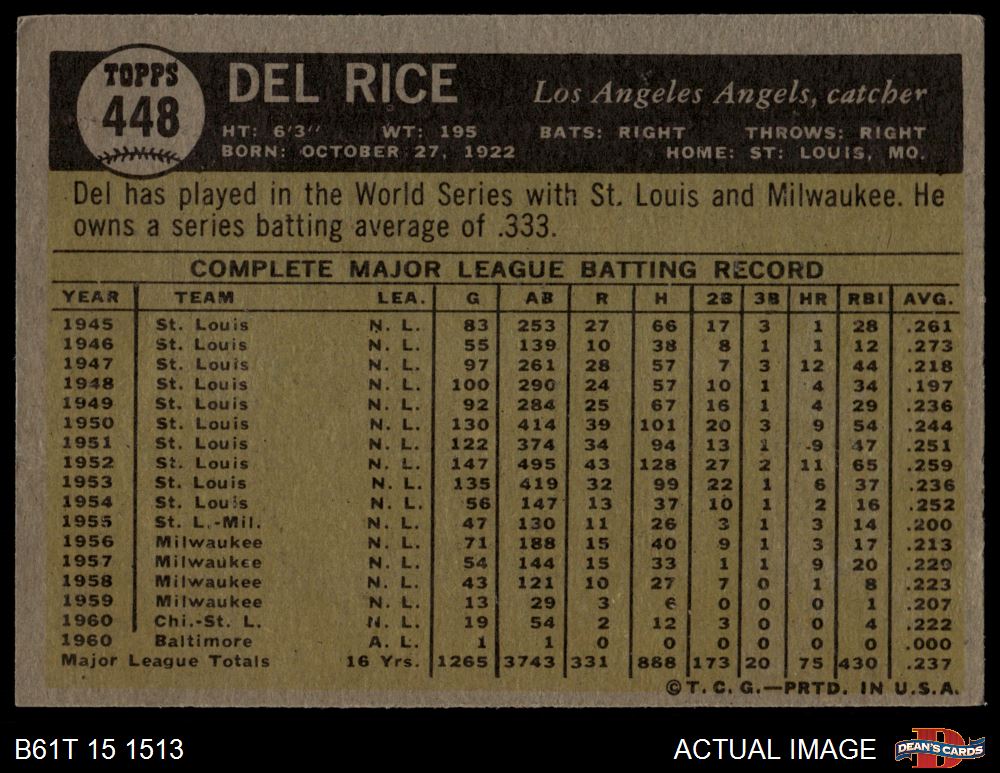 TOPPS
448
DEL RICE
Los Angeles Angels, catcher
HT: 6'3" WT: 195 BATS: RIGHT THROWS: RIGHT
BORN: OCTOBER 27, 1922 HOME: ST: LOUIS, MO.
Del has played in the World Series with St. Louis and Milwaukee. He
owns a series batting average of .333.
COMPLETE MAJOR LEAGUE BATTING RECORD
YEAR TEAM LEA. G AB R H 2B 3B HR RBI AVG.
1945 St. Louis N. L. 83 253 27 66 17 3 1 28 .261
1946 St. Louis N. L. 55 139 10 38 8 1 1 12 .273
1947 St. Louis N. L. 97 261 28 57 7 3 12 44 .218
1948 St. Louis N. L. 100 290 24 57 10 1 4 34 .197
1949 St. Louis N. L. 92 284 25 67 16 1 4 29 .236
1950 St. Louis N. L. 130 414 39 101 20 3 9 54 .244
1951 St. Louis N. L. 122 374 34 94 13 1 9 47 .251
1952 St. Louis N. L. 147 495 43 128 27 2 11 65 .259
1953 St. Louis N. L. 135 419 32 99 22 1 6 37 .236
1954 St. Louis N. L. 56 147 13 37 10 1 2 16 .252
1955 St. L.-Mil. N. L. 47 130 11 26 3 1 3 14 .200
1956 Milwaukee N. L. 71 188 15 40 9 1 3 17 .213
1957 Milwaukee N. L. 54 144 15 33 1 1 9 20 .229
1958 Milwaukee N. L. 43 121 10 27 7 0 1 8 .223
1959 Milwaukee N. L. 13 29 3 6 0 0 0 1 .207
1960 Chi.-St. L. N. L. 19 54 2 12 3 0 0 4 .222
1960 Baltimore A. L. 1 1 0 0 0 0 0 0 .000
Major League Totals 16 Yrs. 1265 3743 331 888 173 20 75 430 .237
© T. C. G.—PRTD. IN U.S.A.
B61T 15 1513
ACTUAL IMAGE
D
DEAN'S CARDS